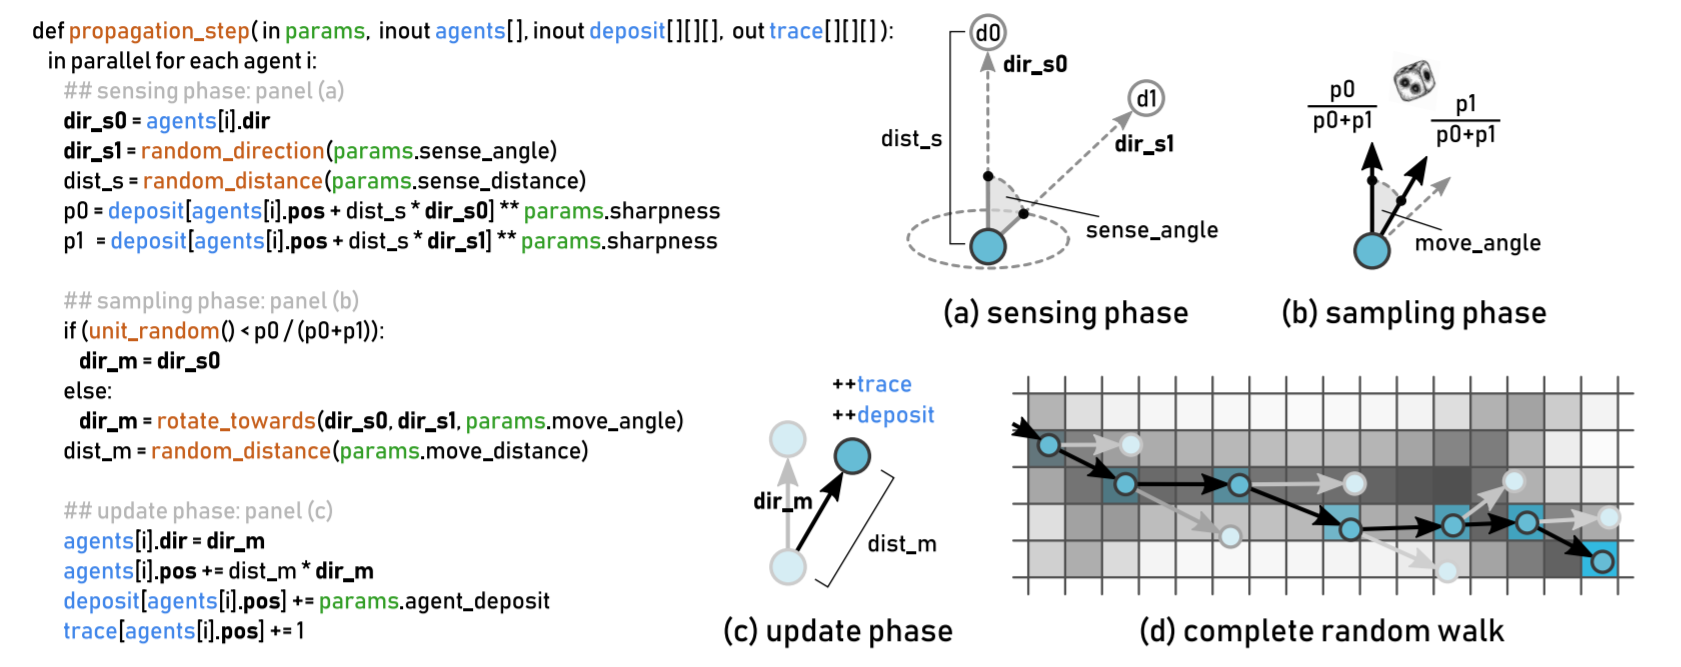 def propagation_step( in params, inout agents[], inout deposit[][][], out trace[][][] ):
in parallel for each agent i:
## sensing phase: panel (a)
dir_s0 = agents[i].dir
dir_s1 = random_direction(params.sense_angle)
dist_s = random_distance(params.sense_distance)
p0 = deposit[agents[i].pos + dist_s * dir_s0] ** params.sharpness
p1 = deposit[agents[i].pos + dist_s * dir_s1] ** params.sharpness
## sampling phase: panel (b)
if (unit_random() < p0 / (p0+p1)):
dir_m = dir_s0
else:
dir_m = rotate_towards(dir_s0, dir_s1, params.move_angle)
dist_m = random_distance(params.move_distance)
## update phase: panel (c)
agents[i].dir = dir_m
agents[i].pos += dist_m * dir_m
deposit[agents[i].pos] += params.agent_deposit
trace[agents[i].pos] += 1
d0
dir_s0
d1
dir_s1
dist_s
sense_angle
(a) sensing phase
p0
p0+p1
p1
p0+p1
move_angle
(b) sampling phase
++trace
++deposit
dir_m
dist_m
(c) update phase
(d) complete random walk